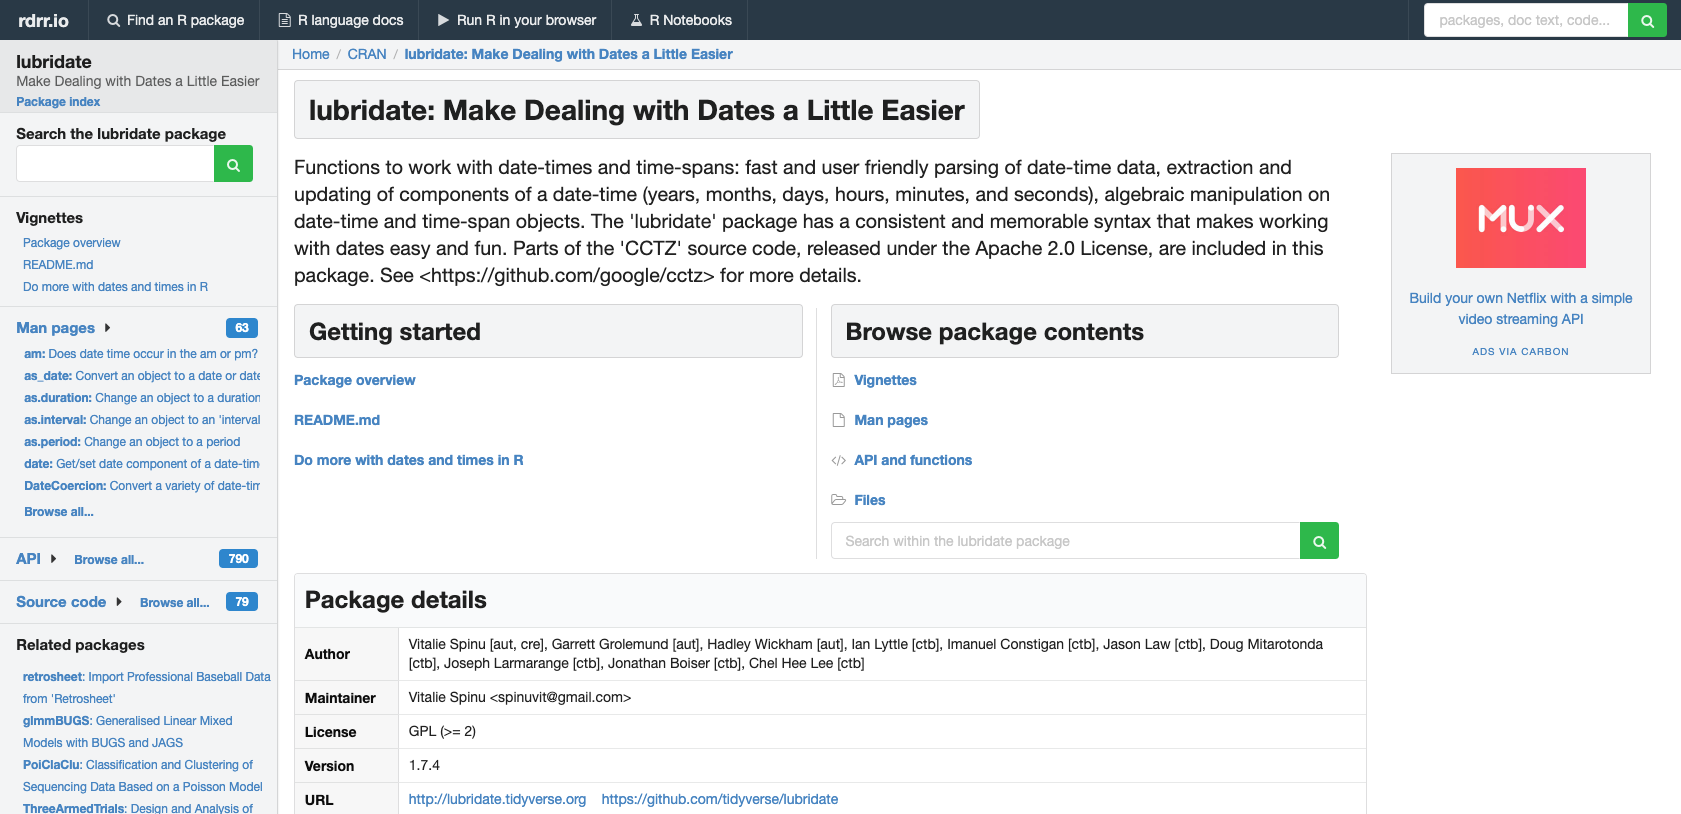 rdrr.io
Find an R package
R language docs
Run R in your browser
R Notebooks
packages, doc text, code...
lubridate
Make Dealing with Dates a Little Easier
Package index
Search the lubridate package
Vignettes
Package overview
README.md
Do more with dates and times in R
Man pages 63
am: Does date time occur in the am or pm?
as_date: Convert an object to a date or date
as.duration: Change an object to a duration
as.interval: Change an object to an 'interval
as.period: Change an object to a period
date: Get/set date component of a date-tim
DateCoercion: Convert a variety of date-tim
Browse all...
API Browse all... 790
Source code Browse all... 79
Related packages
retrosheet: Import Professional Baseball Data
from 'Retrosheet'
glmmBUGS: Generalised Linear Mixed
Models with BUGS and JAGS
PoiClaClu: Classification and Clustering of
Sequencing Data Based on a Poisson Model
ThreeArmedTrials: Design and Analysis of
Home / CRAN / lubridate: Make Dealing with Dates a Little Easier
lubridate: Make Dealing with Dates a Little Easier
Functions to work with date-times and time-spans: fast and user friendly parsing of date-time data, extraction and
updating of components of a date-time (years, months, days, hours, minutes, and seconds), algebraic manipulation on
date-time and time-span objects. The 'lubridate' package has a consistent and memorable syntax that makes working
with dates easy and fun. Parts of the 'CCTZ' source code, released under the Apache 2.0 License, are included in this
package. See <https://github.com/google/cctz> for more details.
Getting started
Package overview
README.md
Do more with dates and times in R
Browse package contents
Vignettes
Man pages
API and functions
Files
Search within the lubridate package
Package details
Author
Vitalie Spinu [aut, cre], Garrett Grolemund [aut], Hadley Wickham [aut], Ian Lyttle [ctb], Imanuel Constigan [ctb], Jason Law [ctb], Doug Mitarotonda
[ctb], Joseph Larmarange [ctb], Jonathan Boiser [ctb], Chel Hee Lee [ctb]
Maintainer Vitalie Spinu <spinuvit@gmail.com>
License GPL (>= 2)
Version 1.7.4
URL http://lubridate.tidyverse.org https://github.com/tidyverse/lubridate
MUX
Build your own Netflix with a simple
video streaming API
ADS VIA CARBON